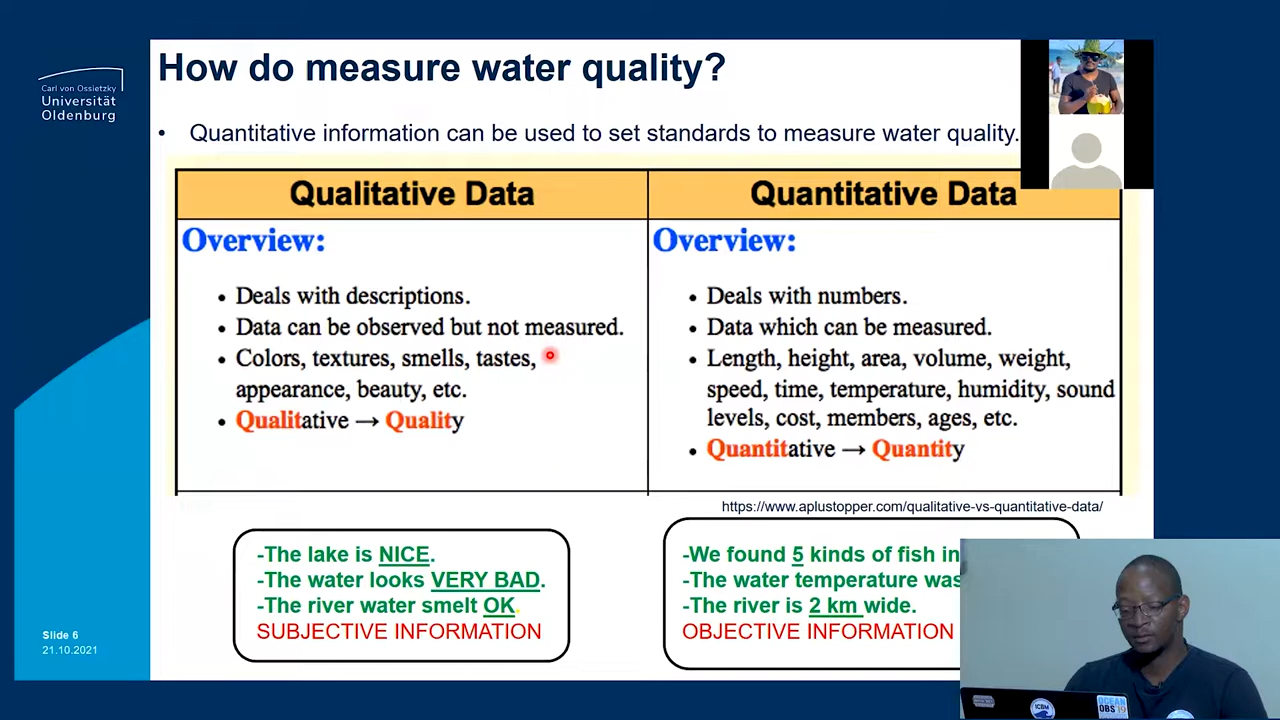 How do measure water quality?
Carl von Ossietzky
Universität
Oldenburg
• Quantitative information can be used to set standards to measure water quality.
Qualitative Data
Quantitative Data
Overview:
• Deals with descriptions.
• Data can be observed but not measured.
• Colors, textures, smells, tastes,
appearance, beauty, etc.
• Qualitative → Quality
Overview:
• Deals with numbers.
• Data which can be measured.
• Length, height, area, volume, weight,
speed, time, temperature, humidity, sound
levels, cost, members, ages, etc.
• Quantitative → Quantity
https://www.aplustopper.com/qualitative-vs-quantitative-data/
-The lake is NICE.
-The water looks VERY BAD.
-The river water smelt OK.
SUBJECTIVE INFORMATION
-We found 5 kinds of fish in
-The water temperature was
-The river is 2 km wide.
OBJECTIVE INFORMATION
Slide 6
21.10.2021
ICBM
OCEAN
OBS'19